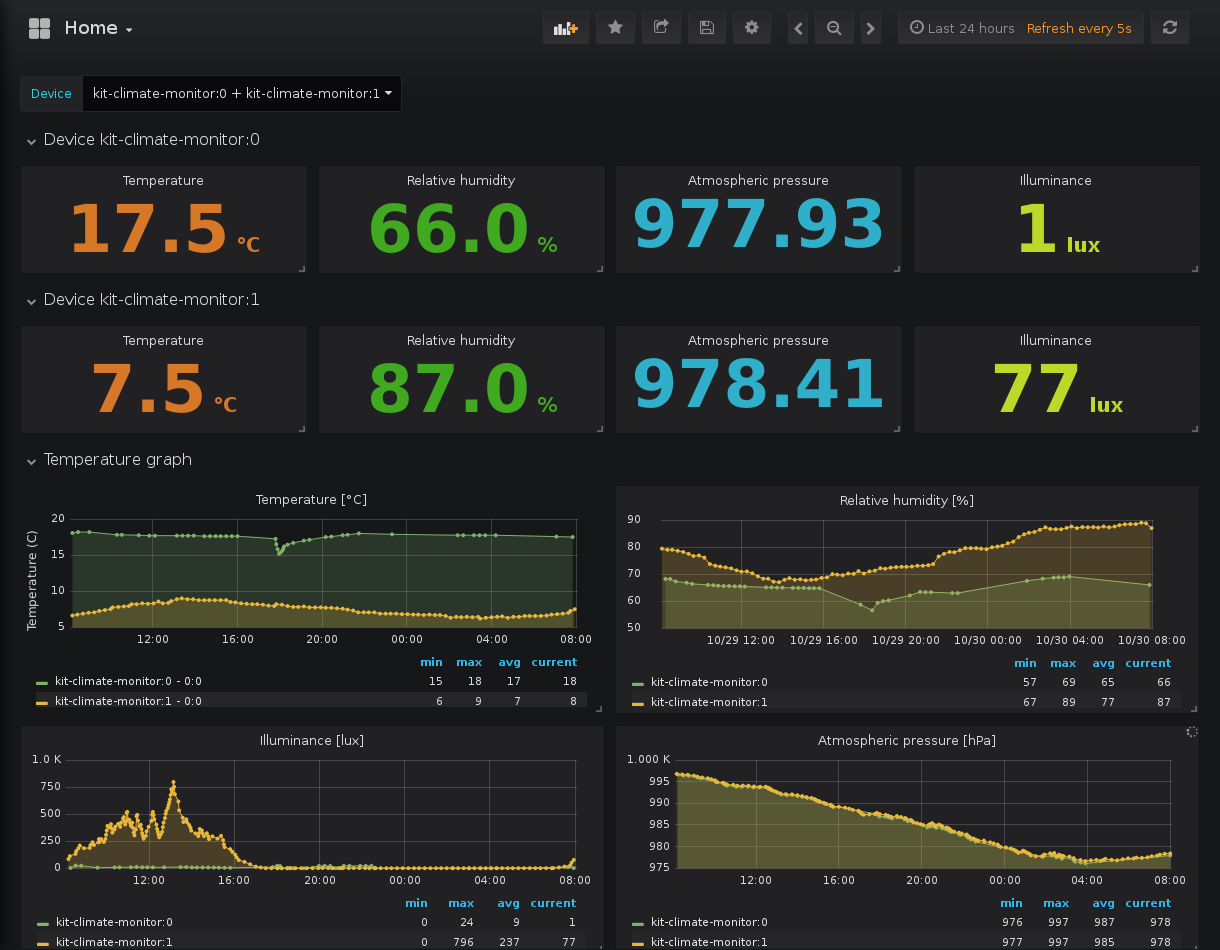 Home
Last 24 hours Refresh every 5s
Device kit-climate-monitor:0 + kit-climate-monitor:1
Device kit-climate-monitor:0
Temperature Relative humidity Atmospheric pressure Illuminance
17.5 °C 66.0 % 977.93 1 lux
Device kit-climate-monitor:1
Temperature Relative humidity Atmospheric pressure Illuminance
7.5 °C 87.0 % 978.41 77 lux
Temperature graph
Temperature [°C]
Temperature (C)
20
15
10
5
12:00 16:00 20:00 00:00 04:00 08:00
min max avg current
kit-climate-monitor:0 - 0:0 15 18 17 18
kit-climate-monitor:1 - 0:0 6 9 7 8
Relative humidity [%]
90
80
70
60
50
10/29 12:00 10/29 16:00 10/29 20:00 10/30 00:00 10/30 04:00 10/30 08:00
min max avg current
kit-climate-monitor:0 57 69 65 66
kit-climate-monitor:1 67 89 77 87
Illuminance [lux]
1.0 K
750
500
250
0
12:00 16:00 20:00 00:00 04:00 08:00
min max avg current
kit-climate-monitor:0 0 24 9 1
kit-climate-monitor:1 0 796 237 77
Atmospheric pressure [hPa]
1.000 K
995
990
985
980
975
12:00 16:00 20:00 00:00 04:00 08:00
min max avg current
kit-climate-monitor:0 976 997 987 978
kit-climate-monitor:1 977 997 985 978